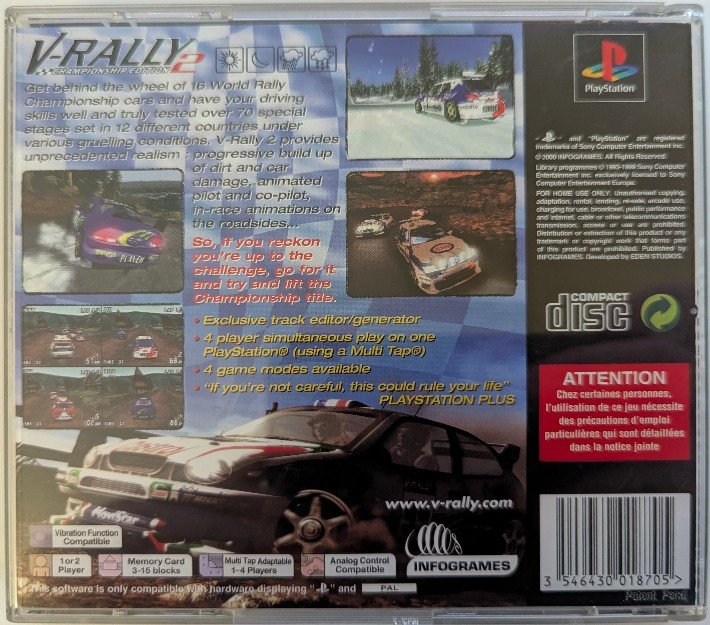 V-RALLY 2
CHAMPIONSHIP EDITION
Get behind the wheel of 16 World Rally
Championship cars and have your driving
skills well and truly tested over 70 special
stages set in 12 different countries under
various gruelling conditions. V-Rally 2 provides
unprecedented realism : progressive build up
of dirt and car
damage, animated
pilot and co-pilot,
in-race animations on
the roadsides...
So, if you reckon
you're up to the
challenge, go for it
and try and lift the
Championship title.
• Exclusive track editor/generator
• 4 player simultaneous play on one
PlayStation® (using a Multi Tap®)
• 4 game modes available
• "If you're not careful, this could rule your life"
PLAYSTATION PLUS
www.v-rally.com
MoviStar
Vibration Function
Compatible
1 or 2
Player
Memory Card
3-15 blocks
Multi Tap Adaptable
1-4 Players
Analog Control
Compatible
INFOGRAMES
This software is only compatible with hardware displaying " " and
PAL
PlayStation
" " and "PlayStation" are registered
trademarks of Sony Computer Entertainment Inc.
© 2000 INFOGRAMES. All Rights Reserved.
Library programmes © 1993-1999 Sony Computer
Entertainment Inc. exclusively licensed to Sony
Computer Entertainment Europe.
FOR HOME USE ONLY. Unauthorised copying,
adaptation, rental, lending, re-sale, arcade use,
charging for use, broadcast, public performance
and internet, cable or other telecommunications
transmission, access or use are prohibited.
Distribution or extraction of this product or any
trademark or copyright work that forms part
of this product are prohibited. Published by
INFOGRAMES. Developed by EDEN STUDIOS.
COMPACT
disc
ATTENTION
Chez certaines personnes,
l'utilisation de ce jeu nécessite
des précautions d'emploi
particulières qui sont détaillées
dans la notice jointe
3 546430 018705 >
Patent Pend.